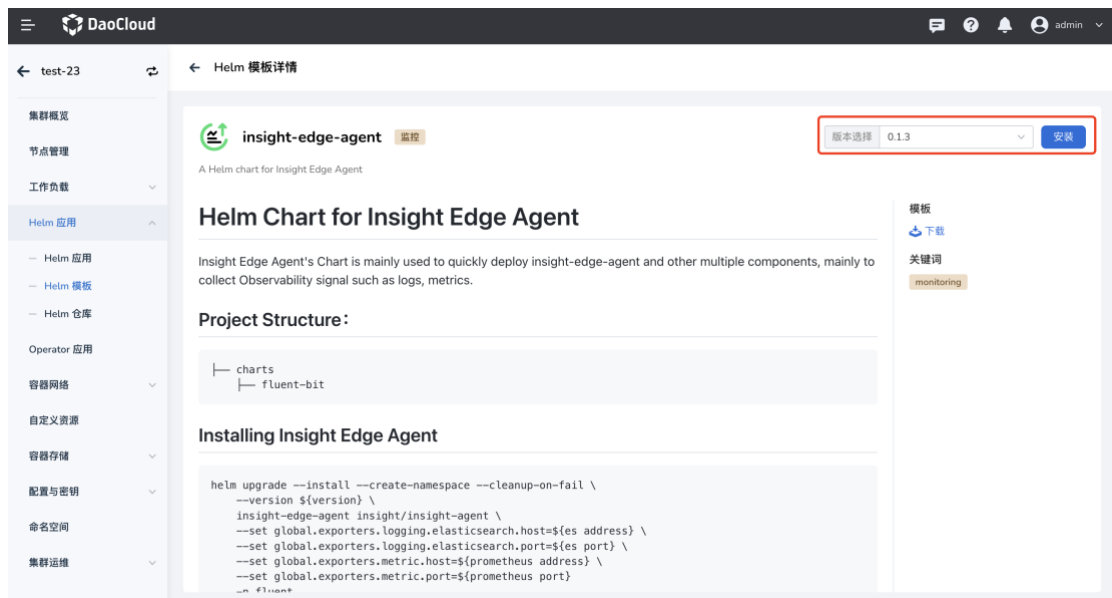 DaoCloud
admin
test-23
Helm 模板详情
集群概览
节点管理
工作负载
Helm 应用
Helm 应用
Helm 模板
Helm 仓库
Operator 应用
容器网络
自定义资源
容器存储
配置与密钥
命名空间
集群运维
insight-edge-agent 监控
版本选择 0.1.3 安装
A Helm chart for Insight Edge Agent
Helm Chart for Insight Edge Agent
Insight Edge Agent's Chart is mainly used to quickly deploy insight-edge-agent and other multiple components, mainly to
collect Observability signal such as logs, metrics.
Project Structure：
├── charts
    ├── fluent-bit
Installing Insight Edge Agent
helm upgrade --install --create-namespace --cleanup-on-fail \
    --version ${version} \
    insight-edge-agent insight/insight-agent \
    --set global.exporters.logging.elasticsearch.host=${es address} \
    --set global.exporters.logging.elasticsearch.port=${es port} \
    --set global.exporters.metric.host=${prometheus address} \
    --set global.exporters.metric.port=${prometheus port}
    -n fluent
模板
下载
关键词
monitoring